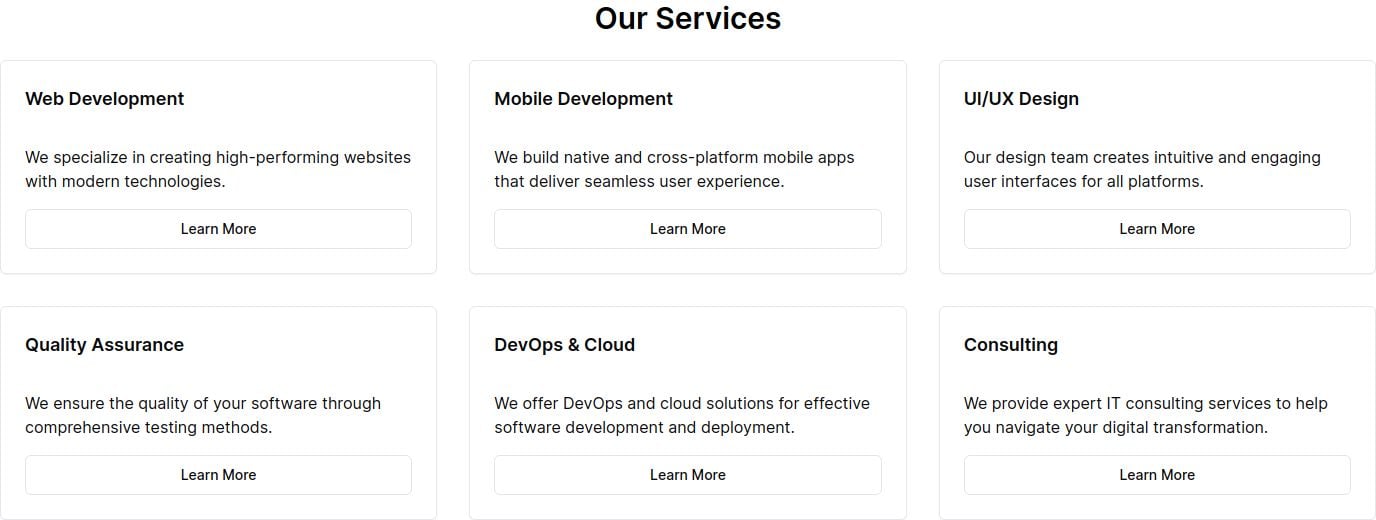 Our Services
Web Development
We specialize in creating high-performing websites
with modern technologies.
Learn More
Mobile Development
We build native and cross-platform mobile apps
that deliver seamless user experience.
Learn More
UI/UX Design
Our design team creates intuitive and engaging
user interfaces for all platforms.
Learn More
Quality Assurance
We ensure the quality of your software through
comprehensive testing methods.
Learn More
DevOps & Cloud
We offer DevOps and cloud solutions for effective
software development and deployment.
Learn More
Consulting
We provide expert IT consulting services to help
you navigate your digital transformation.
Learn More